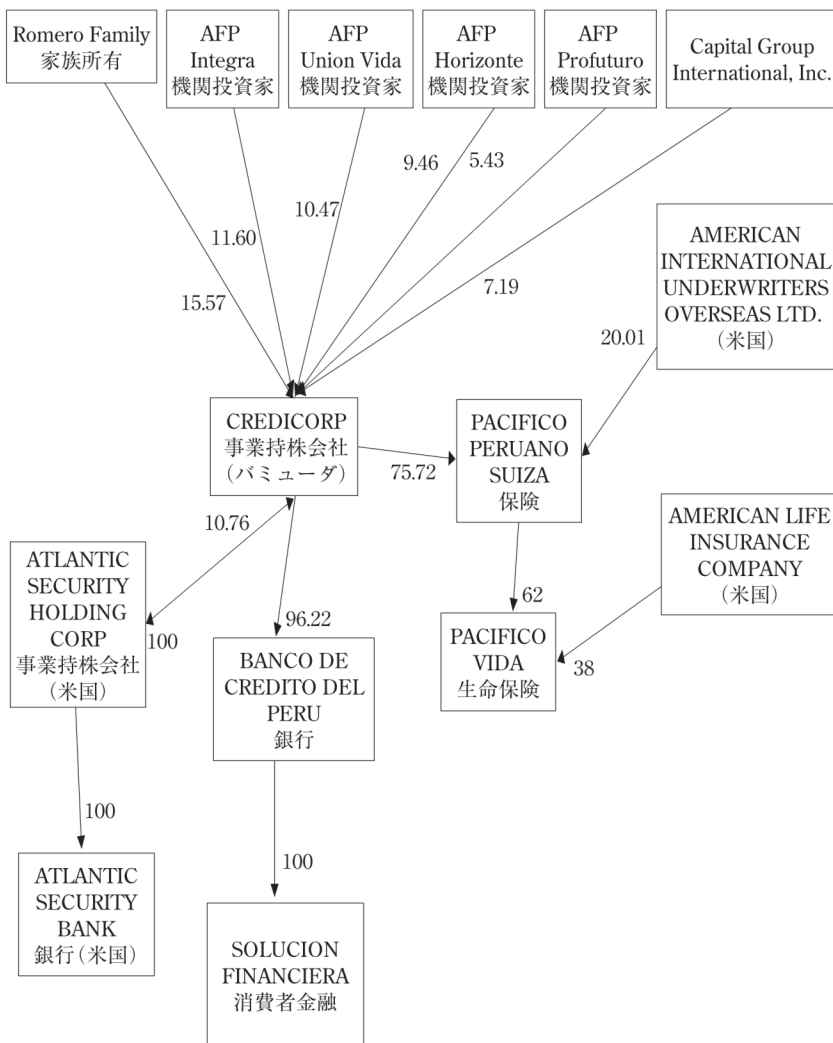 Romero Family
家族所有
AFP
Integra
機関投資家
AFP
Union Vida
機関投資家
AFP
Horizonte
機関投資家
AFP
Profuturo
機関投資家
Capital Group
International, Inc.
9.46
5.43
10.47
11.60
15.57
7.19
AMERICAN
INTERNATIONAL
UNDERWRITERS
OVERSEAS LTD.
(米国)
20.01
CREDICORP
事業持株会社
(バミューダ)
75.72
PACIFICO
PERUANO
SUIZA
保険
10.76
AMERICAN LIFE
INSURANCE
COMPANY
(米国)
ATLANTIC
SECURITY
HOLDING
CORP
事業持株会社
(米国)
100
96.22
62
BANCO DE
CREDITO DEL
PERU
銀行
PACIFICO
VIDA
生命保険
38
100
100
ATLANTIC
SECURITY
BANK
銀行(米国)
SOLUCION
FINANCIERA
消費者金融